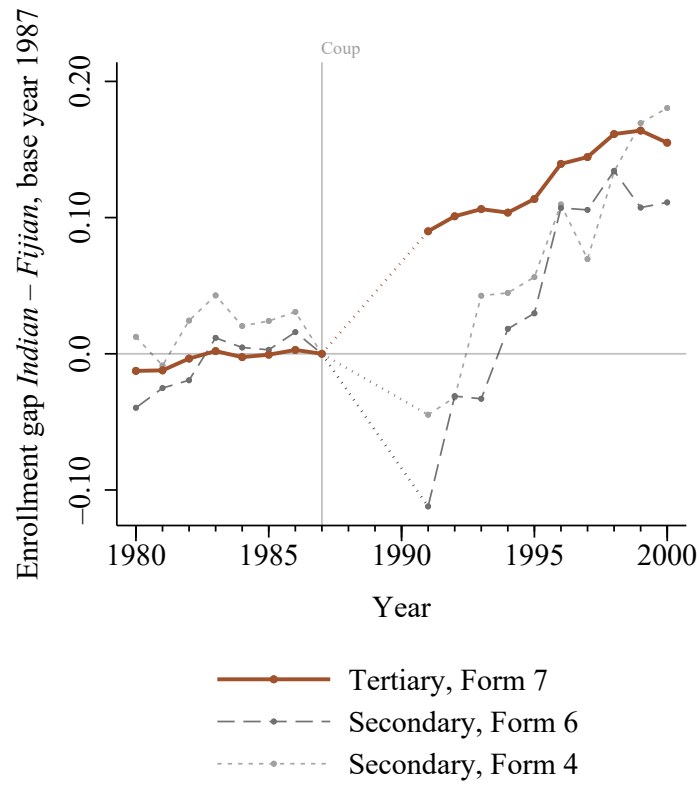 Coup
Enrollment gap Indian – Fijian, base year 1987
0.20
0.10
0.0
–0.10
1980 1985 1990 1995 2000
Year
Tertiary, Form 7
Secondary, Form 6
Secondary, Form 4